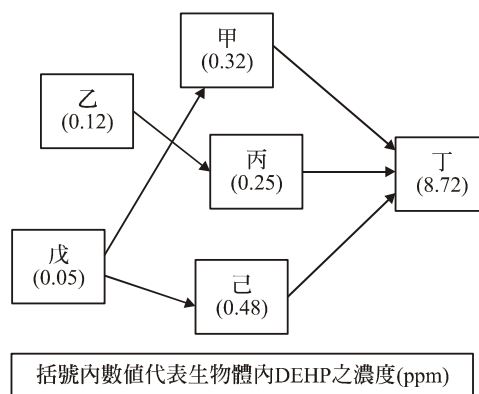 甲
(0.32)
乙
(0.12)
丙
(0.25)
丁
(8.72)
戊
(0.05)
己
(0.48)
括號內數值代表生物體內DEHP之濃度(ppm)